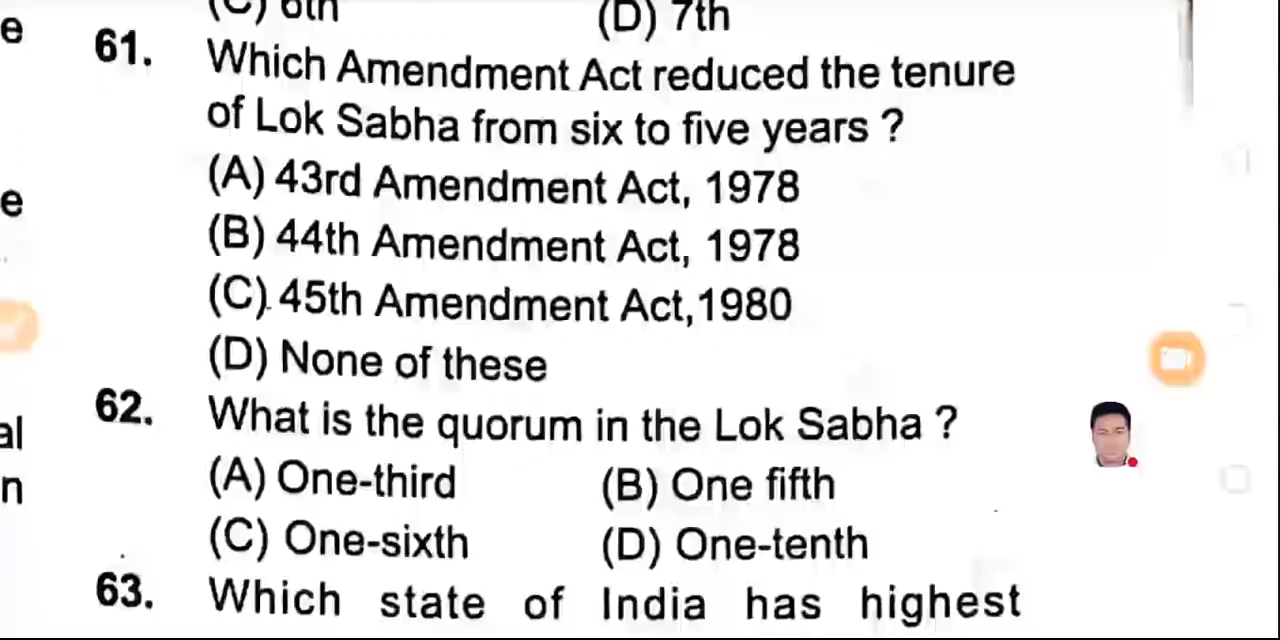 (C) 6th (D) 7th
e
61. Which Amendment Act reduced the tenure
of Lok Sabha from six to five years ?
(A) 43rd Amendment Act, 1978
e
(B) 44th Amendment Act, 1978
(C) 45th Amendment Act,1980
(D) None of these
62. What is the quorum in the Lok Sabha ?
al
(A) One-third (B) One fifth
n
(C) One-sixth (D) One-tenth
63. Which state of India has highest